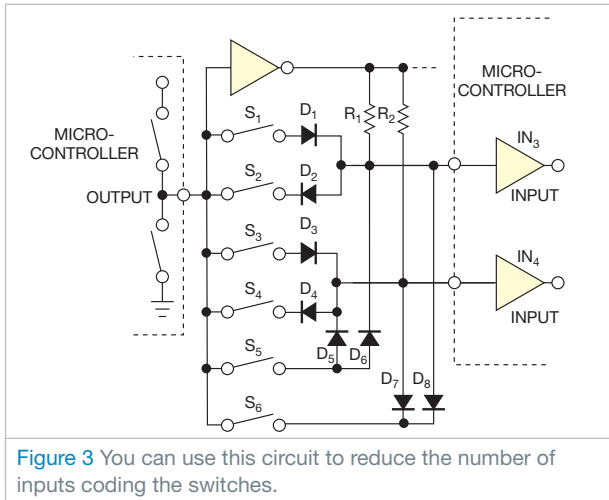 MICRO-
CONTROLLER
OUTPUT
S1
D1
S2
D2
S3
D3
S4
D4
S5
D5 D6
S6
D7 D8
R1 R2
MICRO-
CONTROLLER
IN3
INPUT
IN4
INPUT
Figure 3 You can use this circuit to reduce the number of
inputs coding the switches.